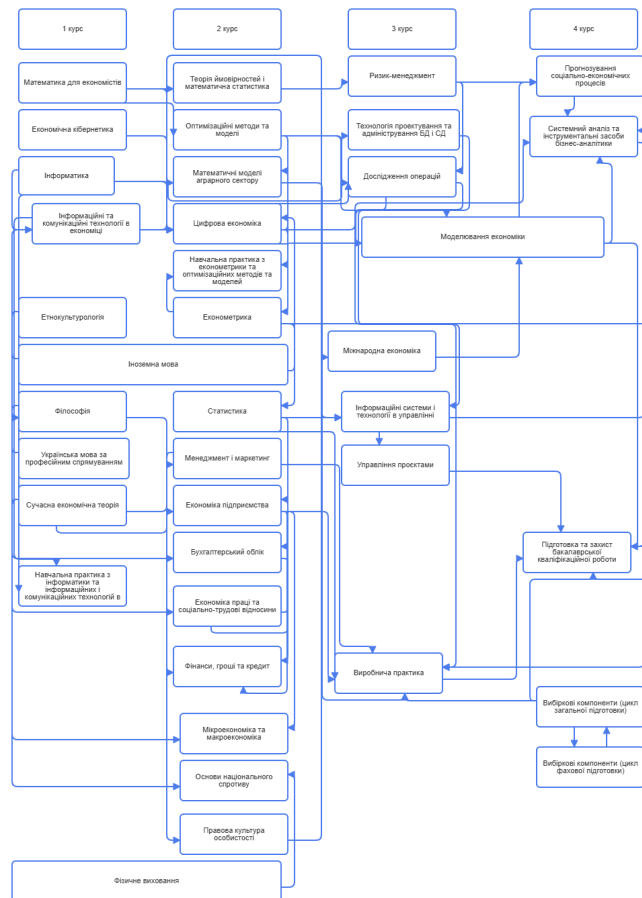 1 курс
2 курс
3 курс
4 курс
Математика для економістів
Економічна кібернетика
Інформатика
Інформаційні та
комунікаційні технології в
економіці
Етнокультурологія
Іноземна мова
Філософія
Українська мова за
професійним спрямуванням
Сучасна економічна теорія
Навчальна практика з
інформатики та
інформаційних і
комунікаційних технологій в
Фізичне виховання
Теорія ймовірностей і
математична статистика
Оптимізаційні методи та
моделі
Математичні моделі
аграрного сектору
Цифрова економіка
Навчальна практика з
економетрики та
оптимізаційних методів та
моделей
Економетрика
Статистика
Менеджмент і маркетинг
Економіка підприємства
Бухгалтерський облік
Економіка праці та
соціально-трудові відносини
Фінанси, гроші та кредит
Мікроекономіка та
макроекономіка
Основи національного
спротиву
Правова культура
особистості
Ризик-менеджмент
Технологія проектування та
адміністрування БД і СД
Дослідження операцій
Моделювання економіки
Міжнародна економіка
Інформаційні системи і
технології в управлінні
Управління проєктами
Виробнича практика
Прогнозування
соціально-економічних
процесів
Системний аналіз та
інструментальні засоби
бізнес-аналітики
Підготовка та захист
бакалаврської
кваліфікаційної роботи
Вибіркові компоненти (цикл
загальної підготовки)
Вибіркові компоненти (цикл
фахової підготовки)